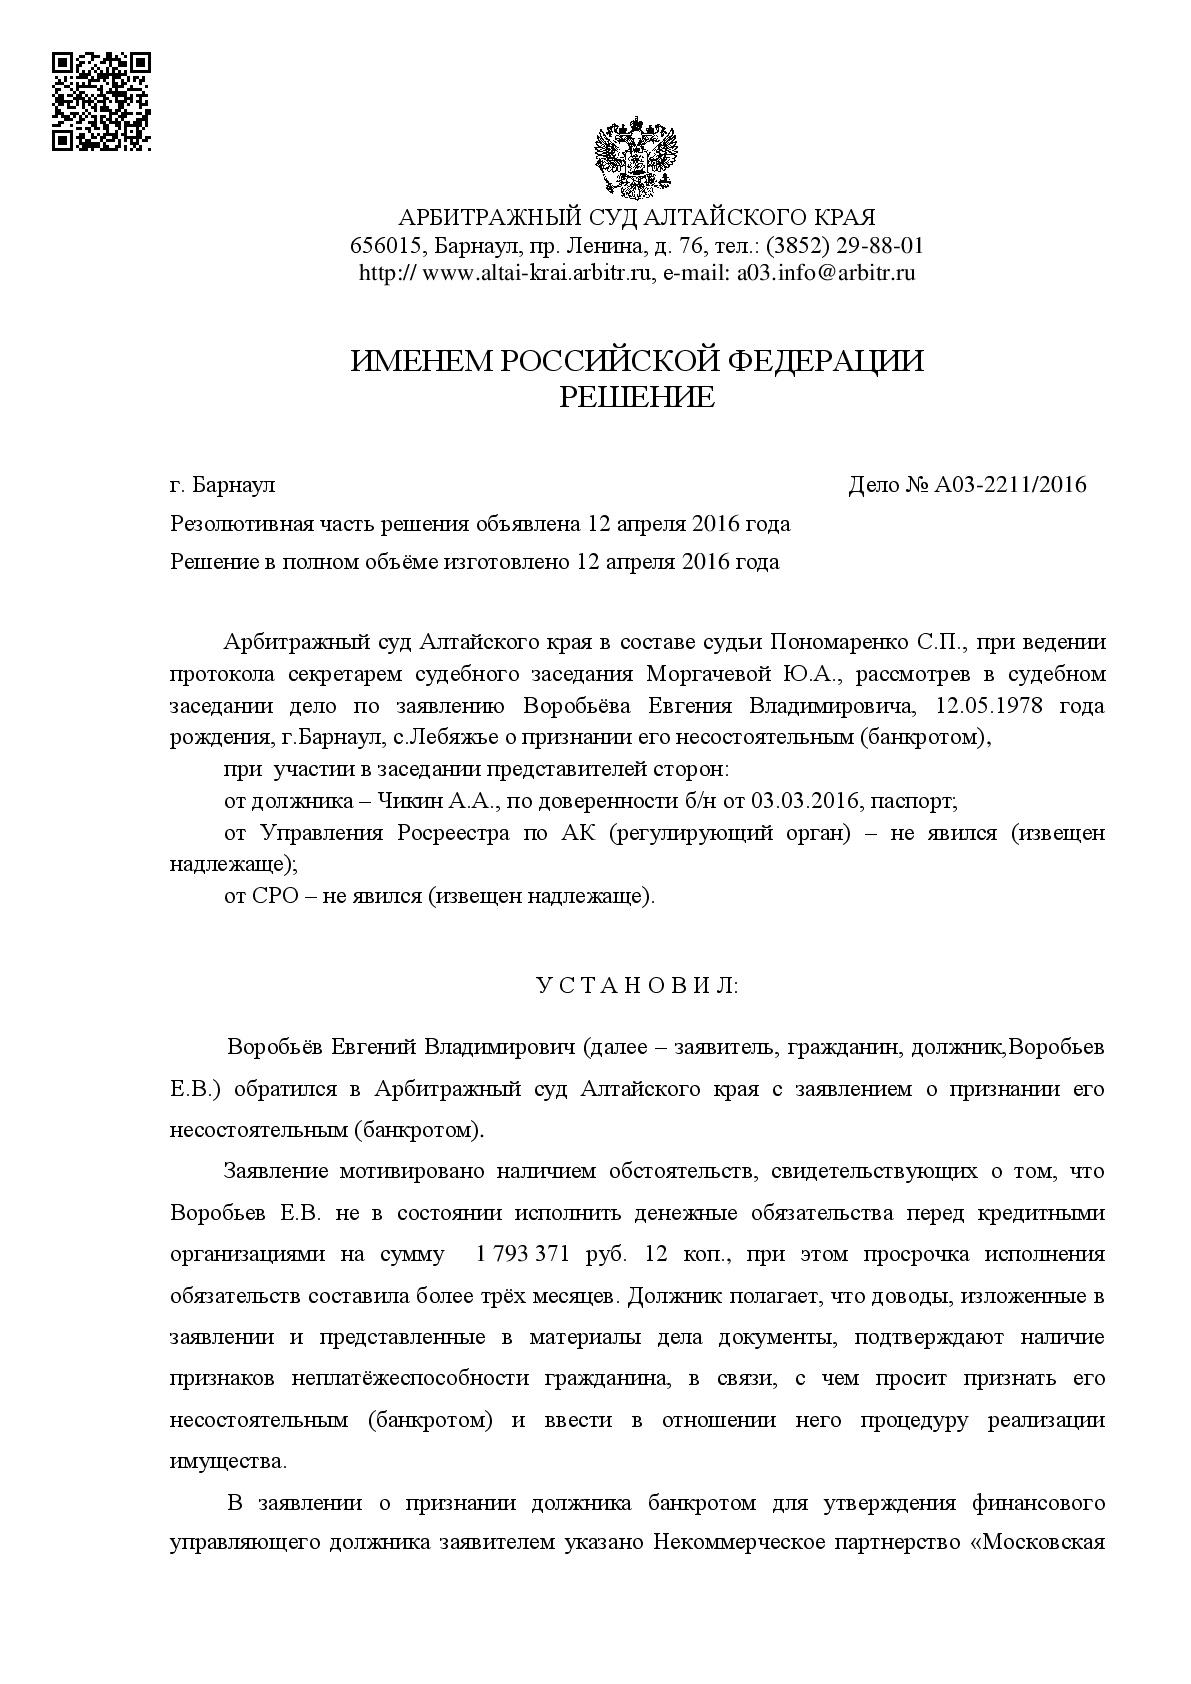 АРБИТРАЖНЫЙ СУД АЛТАЙСКОГО КРАЯ
656015, Барнаул, пр. Ленина, д. 76, тел.: (3852) 29-88-01
http:// www.altai-krai.arbitr.ru, e-mail: a03.info@arbitr.ru
ИМЕНЕМ РОССИЙСКОЙ ФЕДЕРАЦИИ
РЕШЕНИЕ
г. Барнаул Дело № А03-2211/2016
Резолютивная часть решения объявлена 12 апреля 2016 года
Решение в полном объёме изготовлено 12 апреля 2016 года
Арбитражный суд Алтайского края в составе судьи Пономаренко С.П., при ведении
протокола секретарем судебного заседания Моргачевой Ю.А., рассмотрев в судебном
заседании дело по заявлению Воробьёва Евгения Владимировича, 12.05.1978 года
рождения, г.Барнаул, с.Лебяжье о признании его несостоятельным (банкротом),
при участии в заседании представителей сторон:
от должника – Чикин А.А., по доверенности б/н от 03.03.2016, паспорт;
от Управления Росреестра по АК (регулирующий орган) – не явился (извещен
надлежаще);
от СРО – не явился (извещен надлежаще).
У С Т А Н О В И Л:
Воробьёв Евгений Владимирович (далее – заявитель, гражданин, должник,Воробьев
Е.В.) обратился в Арбитражный суд Алтайского края с заявлением о признании его
несостоятельным (банкротом).
Заявление мотивировано наличием обстоятельств, свидетельствующих о том, что
Воробьев Е.В. не в состоянии исполнить денежные обязательства перед кредитными
организациями на сумму 1 793 371 руб. 12 коп., при этом просрочка исполнения
обязательств составила более трёх месяцев. Должник полагает, что доводы, изложенные в
заявлении и представленные в материалы дела документы, подтверждают наличие
признаков неплатёжеспособности гражданина, в связи, с чем просит признать его
несостоятельным (банкротом) и ввести в отношении него процедуру реализации
имущества.
В заявлении о признании должника банкротом для утверждения финансового
управляющего должника заявителем указано Некоммерческое партнерство «Московская